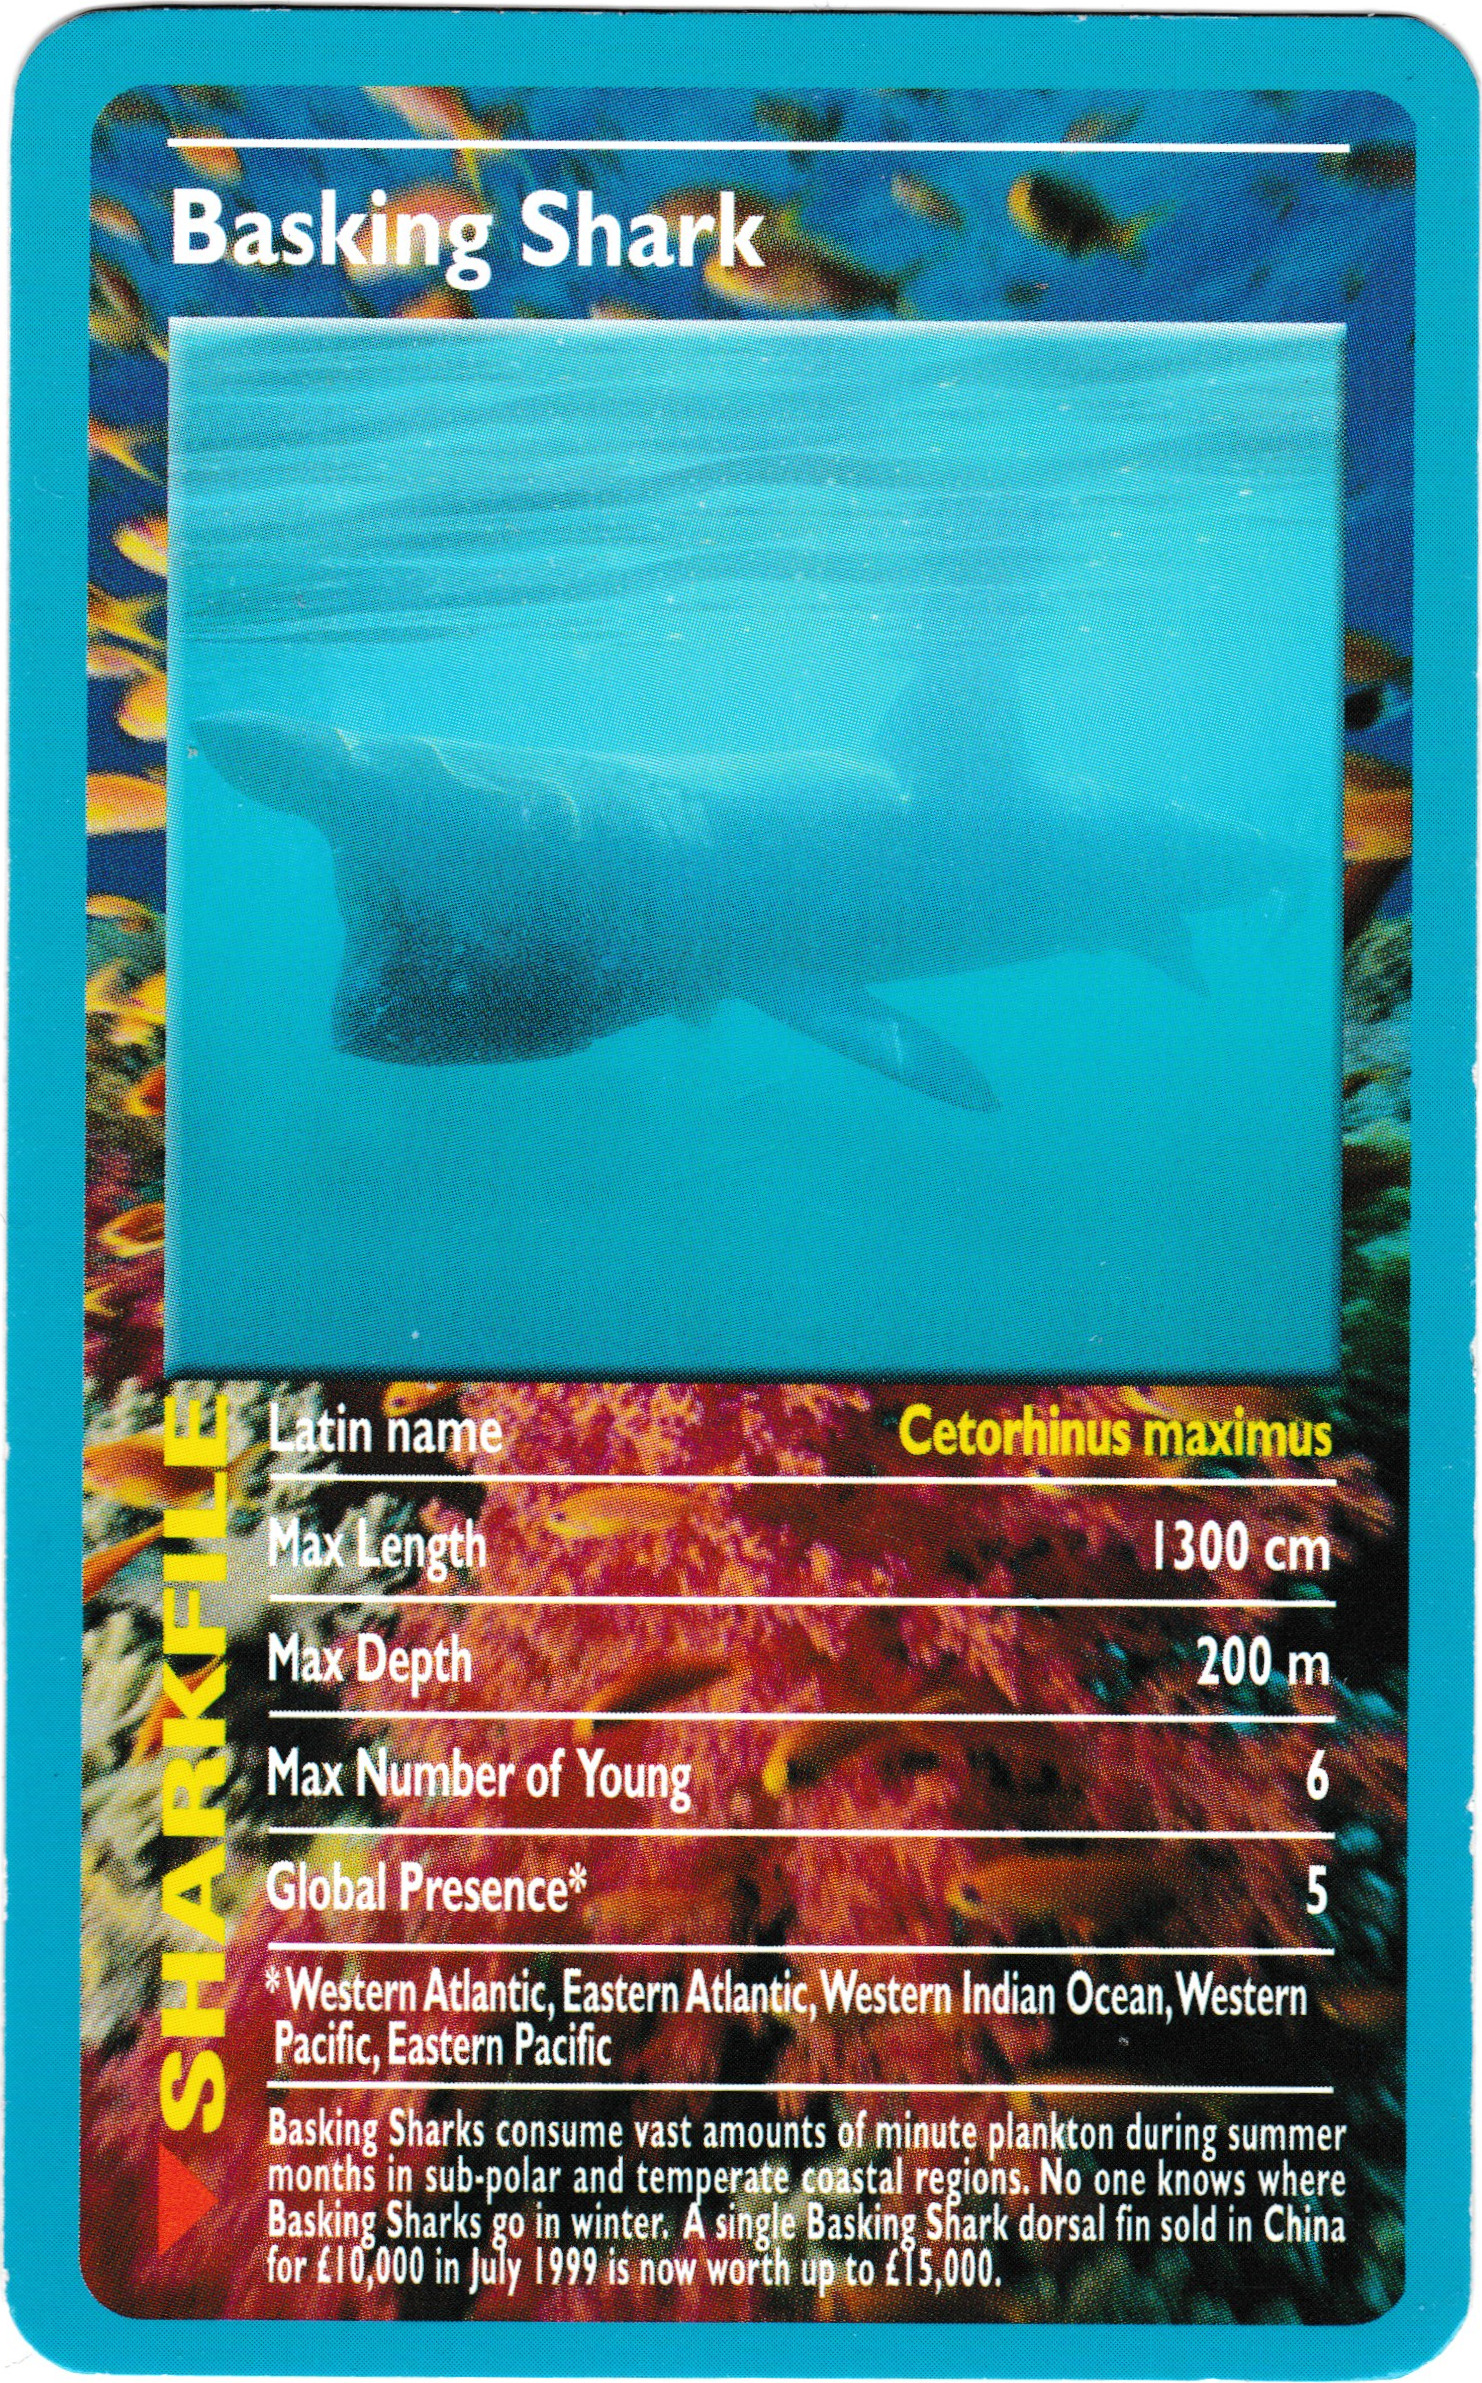 Basking Shark
SHARKFILE
Latin name Cetorhinus maximus
Max Length 1300 cm
Max Depth 200 m
Max Number of Young 6
Global Presence* 5
*Western Atlantic, Eastern Atlantic, Western Indian Ocean, Western
Pacific, Eastern Pacific
Basking Sharks consume vast amounts of minute plankton during summer
months in sub-polar and temperate coastal regions. No one knows where
Basking Sharks go in winter. A single Basking Shark dorsal fin sold in China
for £10,000 in July 1999 is now worth up to £15,000.